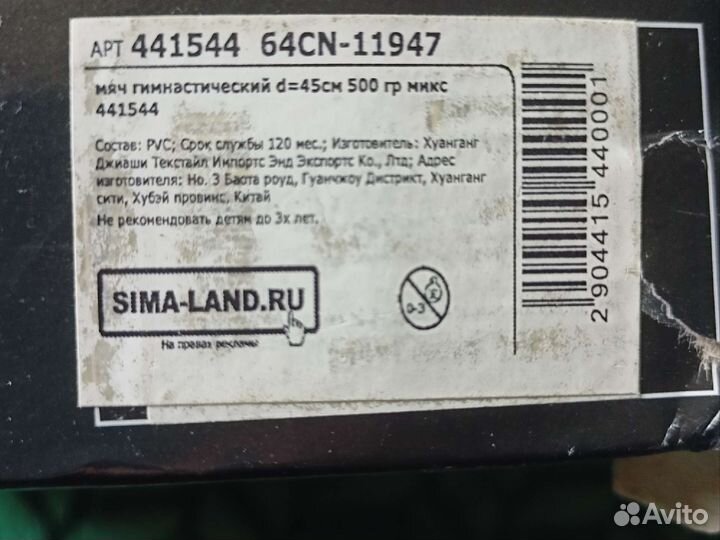 АРТ 441544 64CN-11947
мяч гимнастический d=45см 500 гр микс
441544
Состав: PVC; Срок службы 120 мес.; Изготовитель: Хуанганг
Джиаши Текстайл Импортс Энд Экспортс Ко., Лтд; Адрес
изготовителя: Но. 3 Баота роуд, Гуанчжоу Дистрикт, Хуанганг
сити, Хубэй провинс, Китай
Не рекомендовать детям до 3х лет.
SIMA-LAND.RU
На правах рекламы
0-3
2 904415 440001
Avito